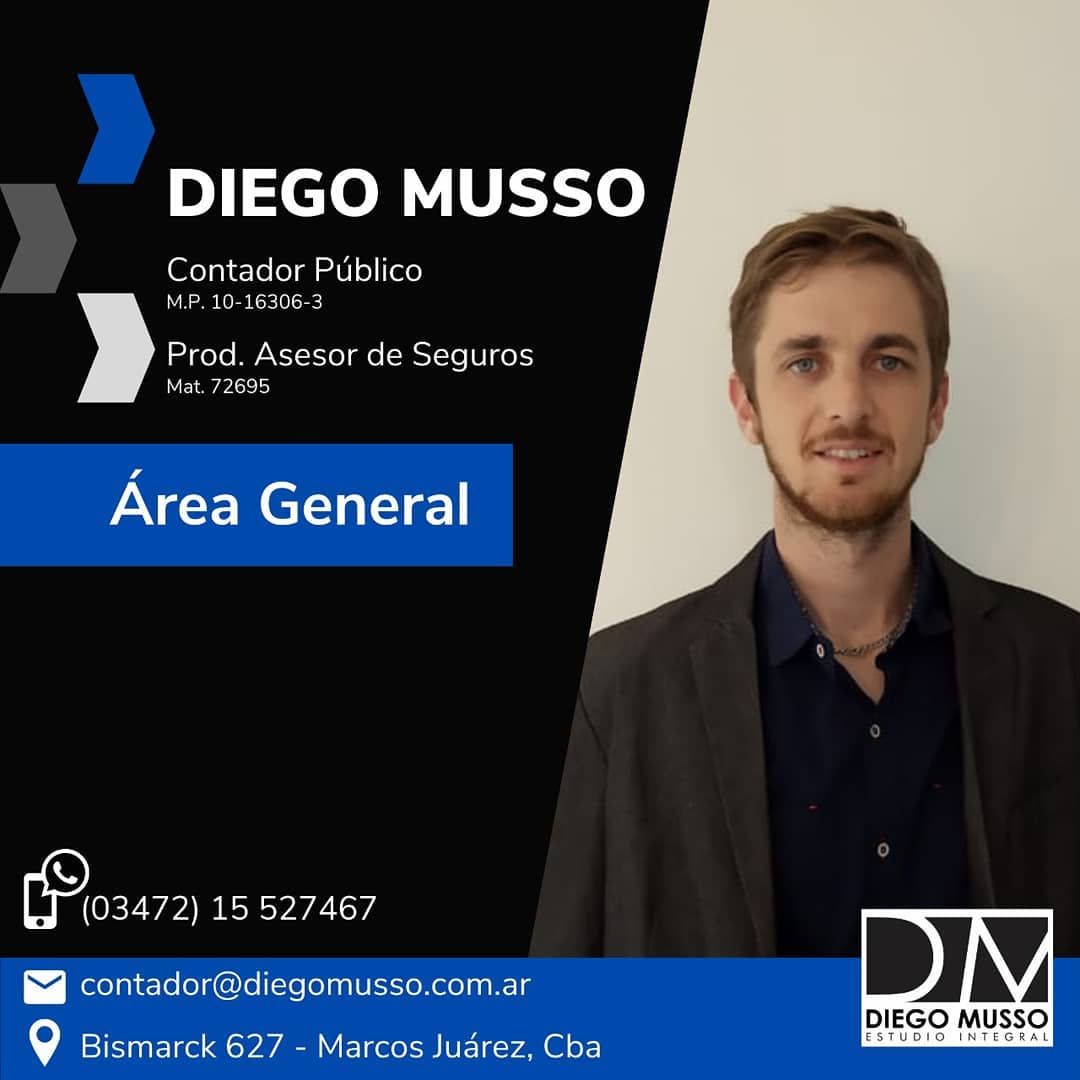 DIEGO MUSSO
Contador Público
M.P. 10-16306-3
Prod. Asesor de Seguros
Mat. 72695
Área General
(03472) 15 527467
contador@diegomusso.com.ar
Bismarck 627 - Marcos Juárez, Cba
DM
DIEGO MUSSO
ESTUDIO INTEGRAL